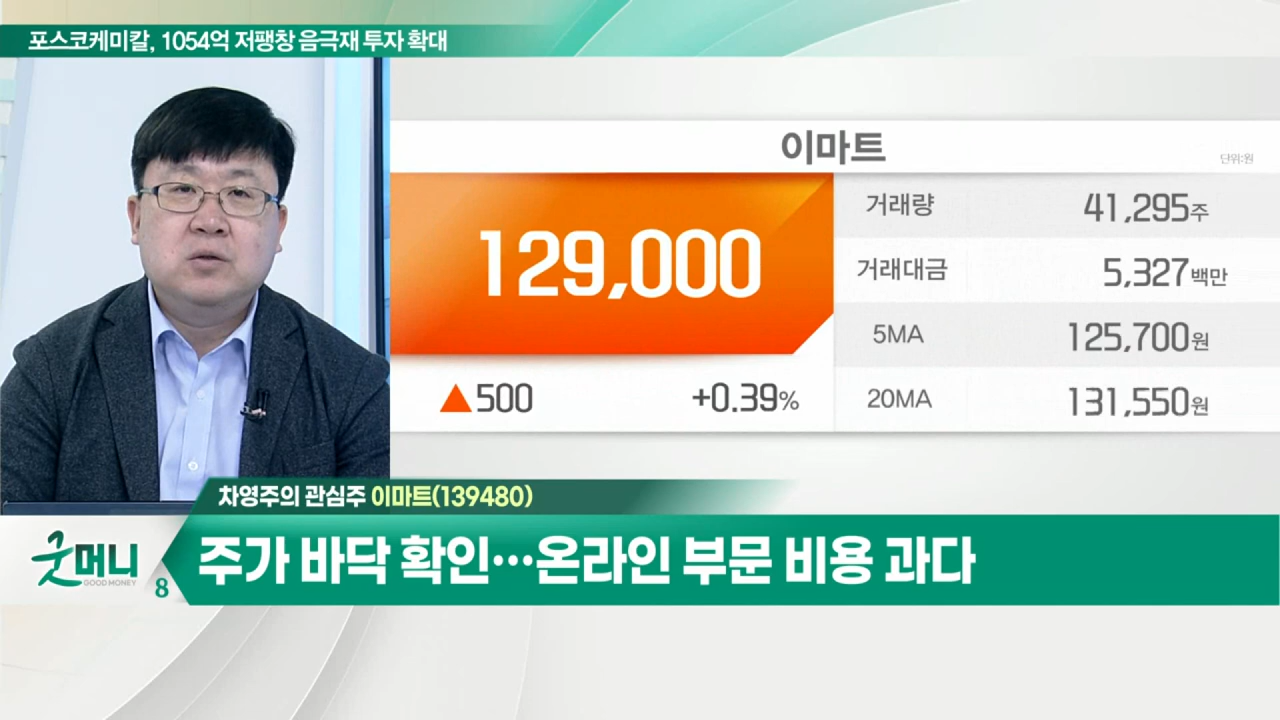 포스코케미칼, 1054억 저팽창 음극재 투자 확대
이마트
단위:원
129,000
▲500 +0.39%
거래량 41,295주
거래대금 5,327백만
5MA 125,700원
20MA 131,550원
차영주의 관심주 이마트(139480)
굿머니
GOOD MONEY
8
주가 바닥 확인…온라인 부문 비용 과다